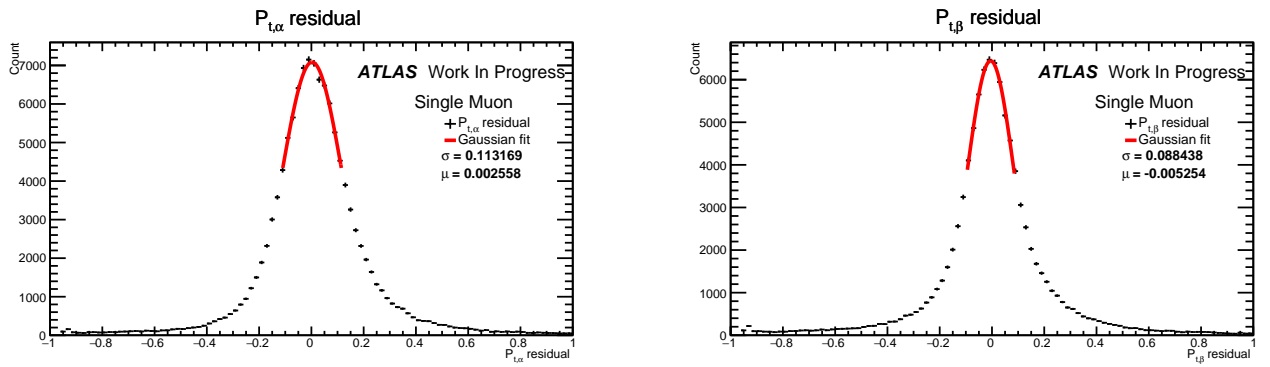 P_{t,α} residual
Count
7000
6000
5000
4000
3000
2000
1000
0
ATLAS Work In Progress
Single Muon
P_{t,α} residual
Gaussian fit
σ = 0.113169
μ = 0.002558
−1 −0.8 −0.6 −0.4 −0.2 0 0.2 0.4 0.6 0.8 1
P_{t,α} residual
P_{t,β} residual
Count
6000
5000
4000
3000
2000
1000
0
ATLAS Work In Progress
Single Muon
P_{t,β} residual
Gaussian fit
σ = 0.088438
μ = -0.005254
−1 −0.8 −0.6 −0.4 −0.2 0 0.2 0.4 0.6 0.8 1
P_{t,β} residual